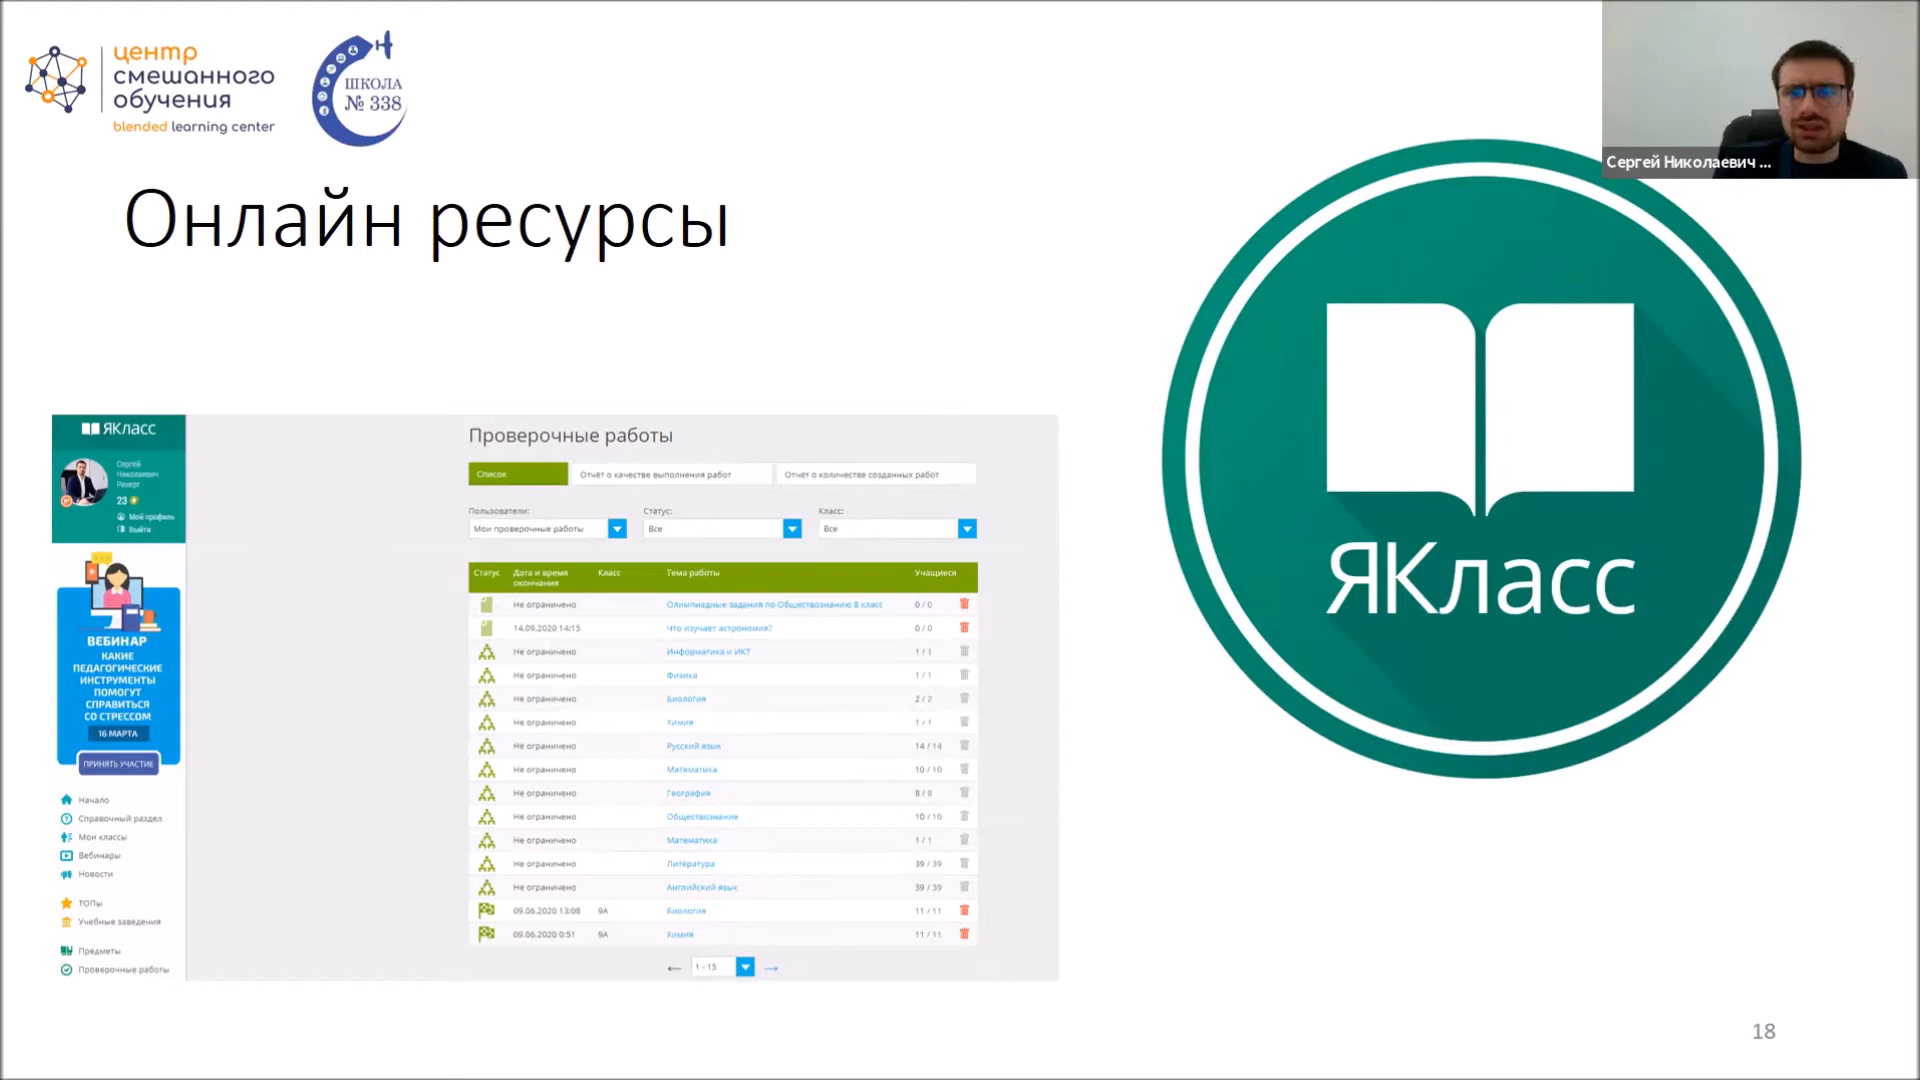 центр
смешанного
обучения
blended learning center
ШКОЛА
№ 338
Сергей Николаевич ...
Онлайн ресурсы
ЯКласс
ЯКласс
Сергей
Николаевич
Рихерт
23
Мой профиль
Выйти
ВЕБИНАР
КАКИЕ
ПЕДАГОГИЧЕСКИЕ
ИНСТРУМЕНТЫ
ПОМОГУТ
СПРАВИТЬСЯ
СО СТРЕССОМ
16 МАРТА
ПРИНЯТЬ УЧАСТИЕ
Начало
Справочный раздел
Мои классы
Вебинары
Новости
ТОПы
Учебные заведения
Предметы
Проверочные работы
Проверочные работы
Список Отчет о качестве выполнения работ Отчет о количестве созданных работ
Пользователи: Статус: Класс:
Мои проверочные работы Все Все
Статус Дата и время окончания Класс Тема работы Учащиеся
Не ограничено Олимпиадные задания по Обществознанию 8 класс 0 / 0
14.09.2020 14:15 Что изучает астрономия? 0 / 0
Не ограничено Информатика и ИКТ 1 / 1
Не ограничено Физика 1 / 1
Не ограничено Биология 2 / 2
Не ограничено Химия 1 / 1
Не ограничено Русский язык 14 / 14
Не ограничено Математика 10 / 10
Не ограничено География 8 / 8
Не ограничено Обществознание 10 / 10
Не ограничено Математика 1 / 1
Не ограничено Литература 39 / 39
Не ограничено Английский язык 39 / 39
09.06.2020 13:08 9А Биология 11 / 11
09.06.2020 0:51 9А Химия 11 / 11
1 - 15
18